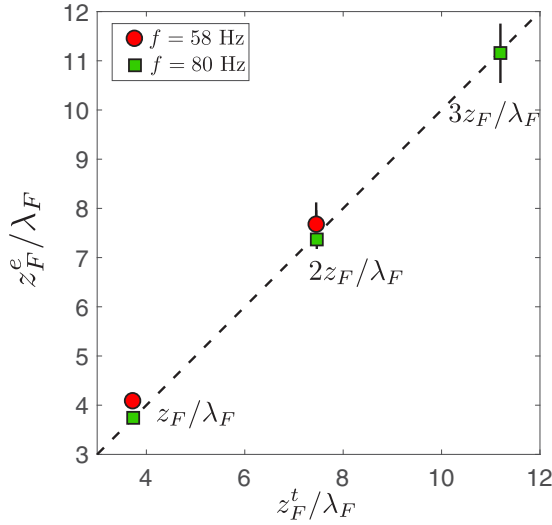 12
11
10
9
8
7
6
5
4
3
f = 58 Hz
f = 80 Hz
3z_F/λ_F
2z_F/λ_F
z_F/λ_F
z_F^e/λ_F
4
6
8
10
12
z_F^t/λ_F